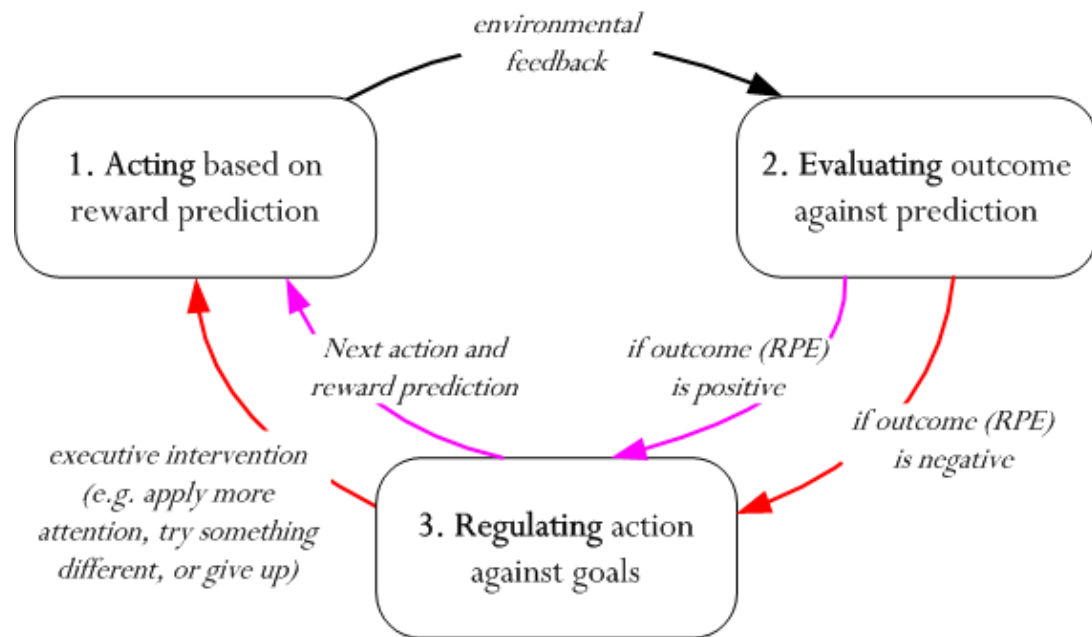 environmental
feedback
1. Acting based on
reward prediction
2. Evaluating outcome
against prediction
Next action and
reward prediction
if outcome (RPE)
is positive
if outcome (RPE)
is negative
executive intervention
(e.g. apply more
attention, try something
different, or give up)
3. Regulating action
against goals